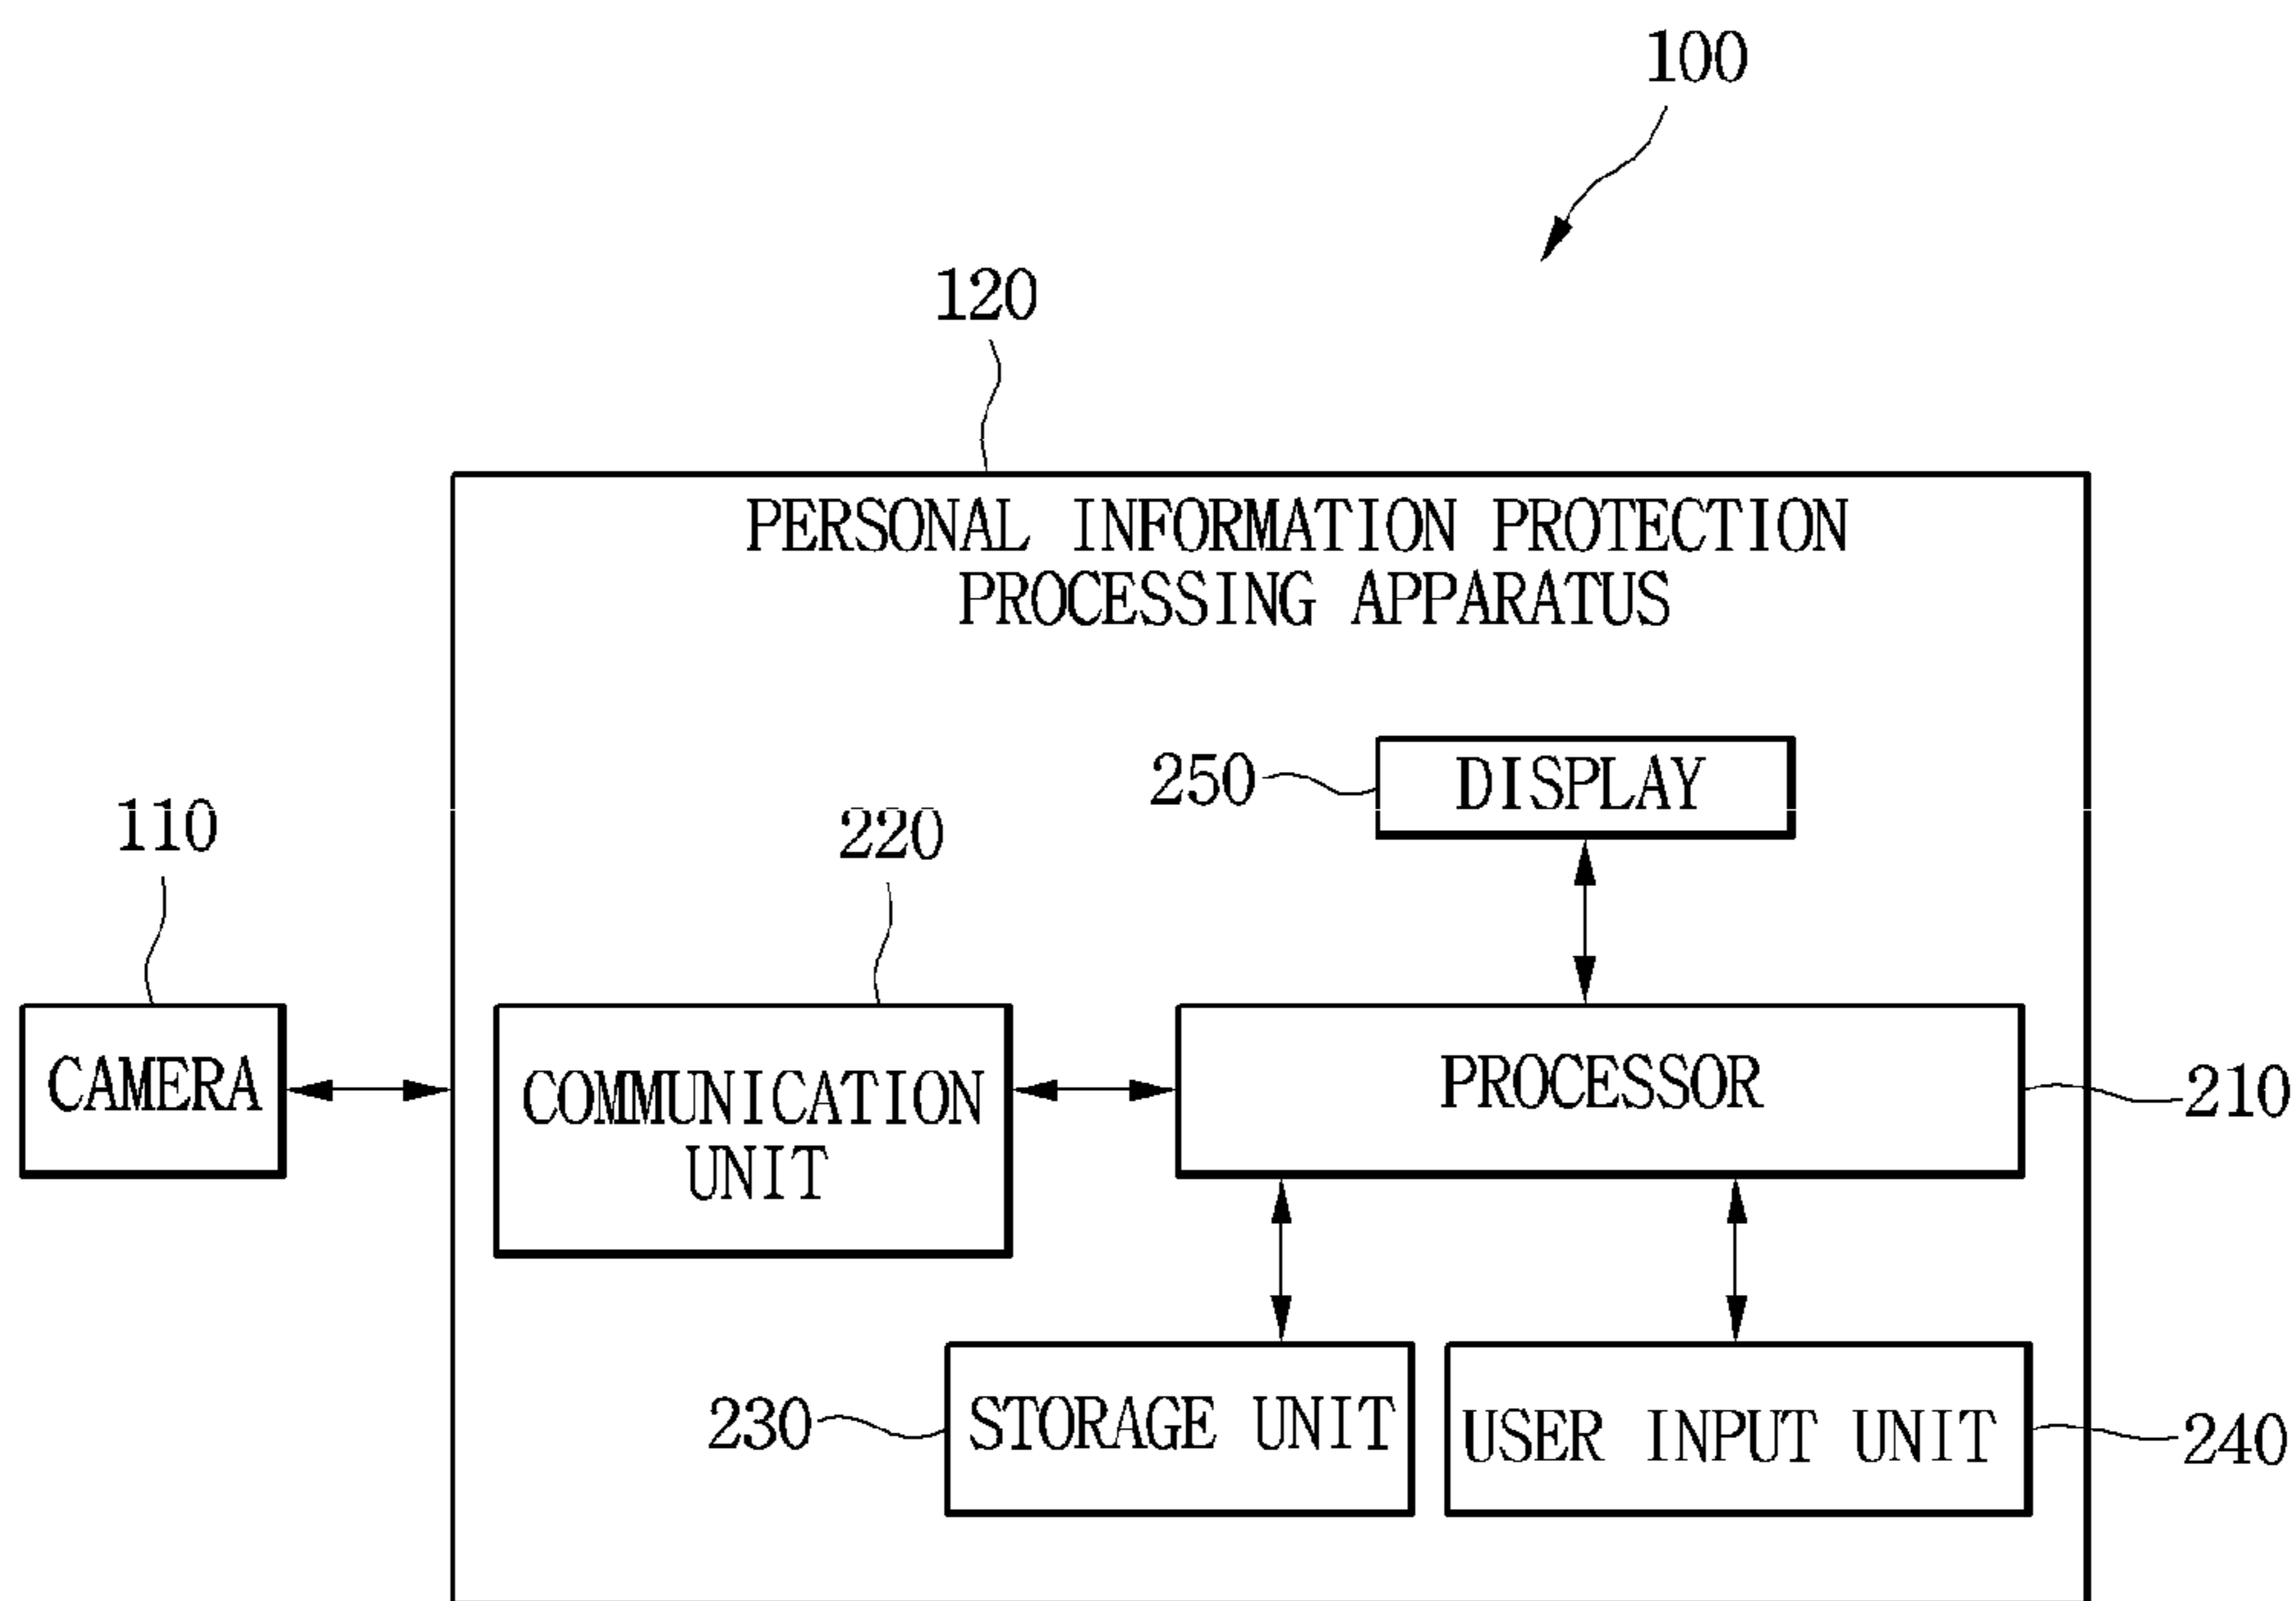 100
120
PERSONAL INFORMATION PROTECTION
PROCESSING APPARATUS
250
DISPLAY
110
220
CAMERA
COMMUNICATION
UNIT
PROCESSOR
210
230
STORAGE UNIT
USER INPUT UNIT
240